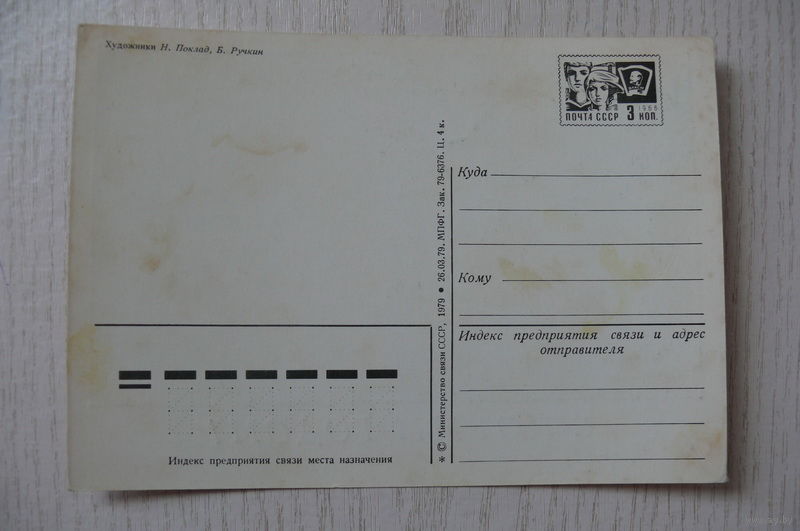 Художники Н. Поклад, Б. Ручкин
1966
ПОЧТА СССР 3 КОП.
Куда
Кому
Индекс предприятия связи и адрес
отправителя
* © Министерство связи СССР, 1979 ● 26.03.79. МПФГ. Зак. 79-6376. Ц. 4 к.
Индекс предприятия связи места назначения